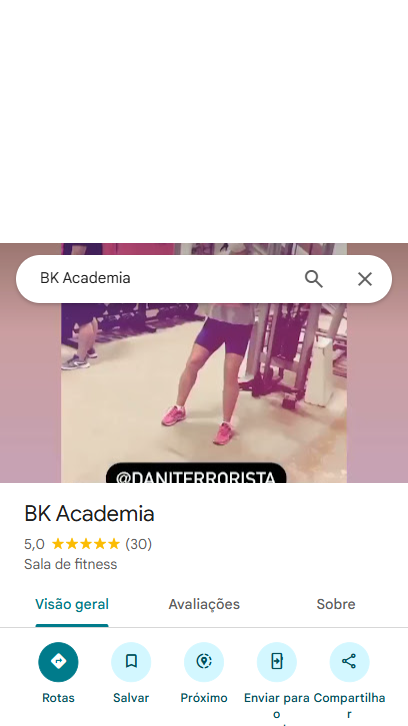 BK Academia
@DANITERRORISTA
BK Academia
5,0 (30)
Sala de fitness
Visão geral Avaliações Sobre
Rotas Salvar Próximo Enviar para o Compartilhar